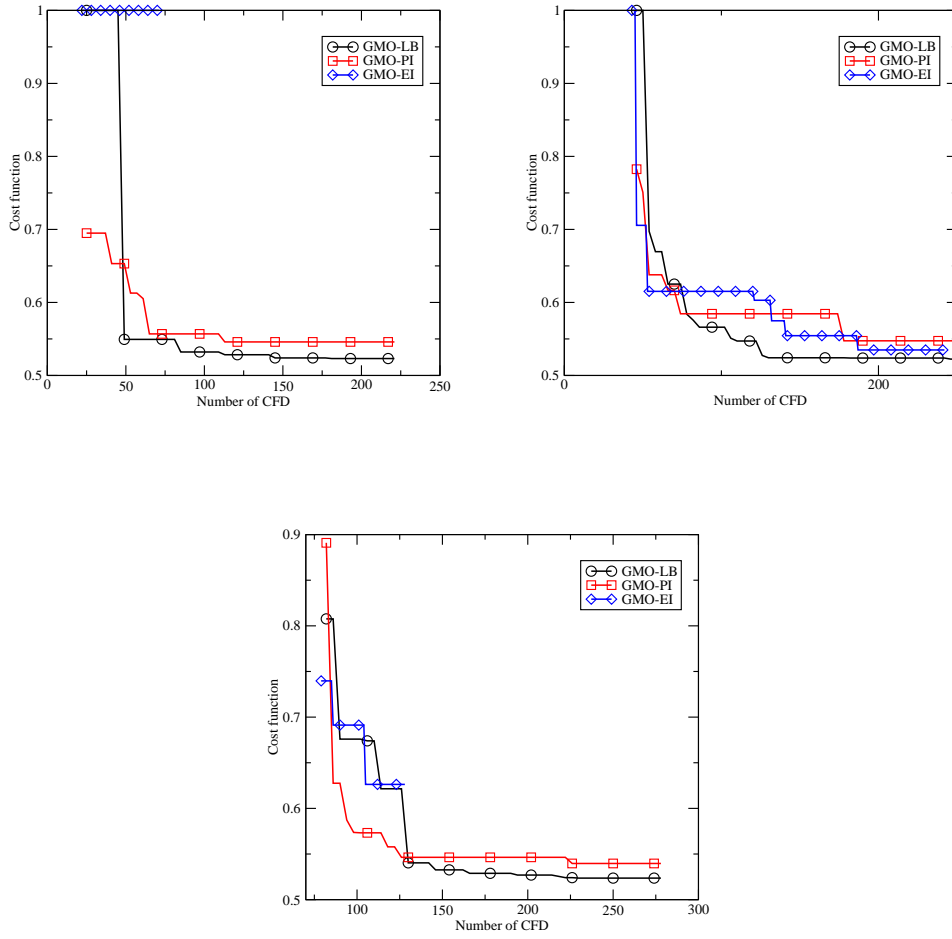 1
0.9
0.8
0.7
0.6
0.5
0
50
100
150
200
250
Cost function
Number of CFD
GMO-LB
GMO-PI
GMO-EI
1
0.9
0.8
0.7
0.6
0.5
0
200
Cost function
Number of CFD
GMO-LB
GMO-PI
GMO-EI
0.9
0.8
0.7
0.6
0.5
100
150
200
250
300
Cost function
Number of CFD
GMO-LB
GMO-PI
GMO-EI